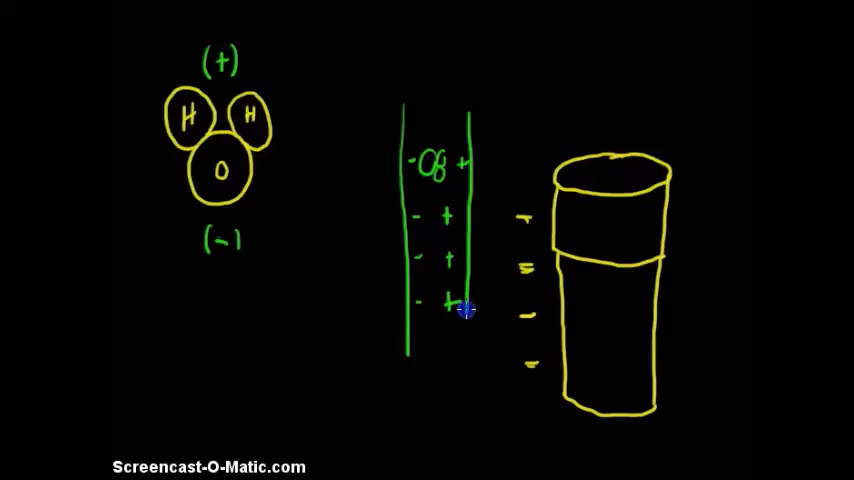 (+)
H H
O
(-)
- +
- +
- +
- +
Screencast-O-Matic.com